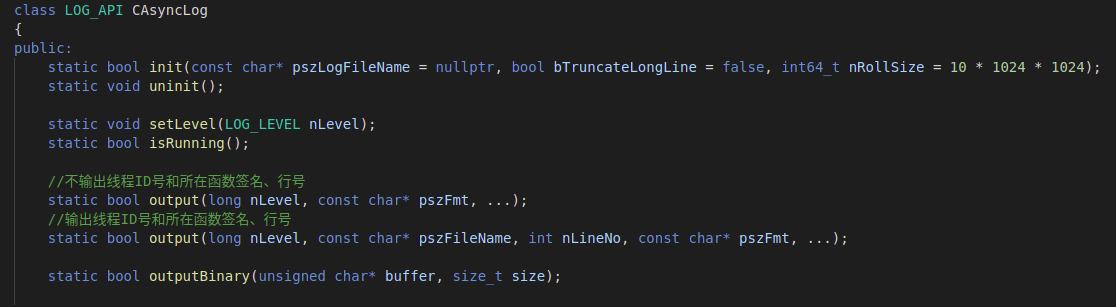 class LOG_API CAsyncLog
{
public:
    static bool init(const char* pszLogFileName = nullptr, bool bTruncateLongLine = false, int64_t nRollSize = 10 * 1024 * 1024);
    static void uninit();

    static void setLevel(LOG_LEVEL nLevel);
    static bool isRunning();

    //不输出线程ID号和所在函数签名、行号
    static bool output(long nLevel, const char* pszFmt, ...);
    //输出线程ID号和所在函数签名、行号
    static bool output(long nLevel, const char* pszFileName, int nLineNo, const char* pszFmt, ...);

    static bool outputBinary(unsigned char* buffer, size_t size);